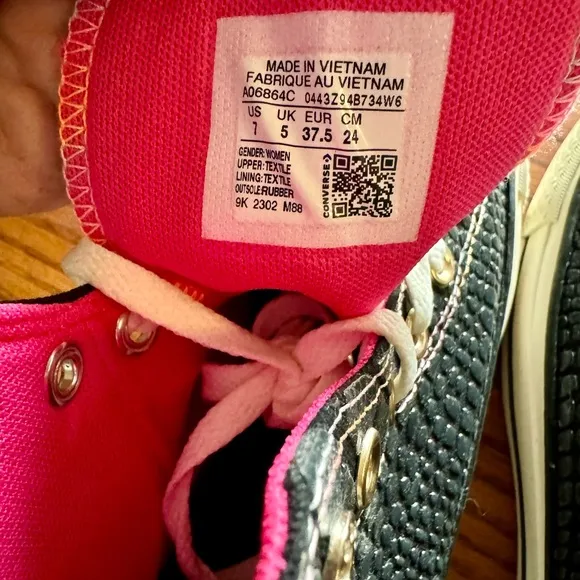 MADE IN VIETNAM
FABRIQUE AU VIETNAM
A06864C 0443Z94B734W6
US UK EUR CM
7 5 37.5 24
GENDER:WOMEN
UPPER:TEXTILE
LINING:TEXTILE
OUTSOLE:RUBBER
9K 2302 M88
CONVERSE